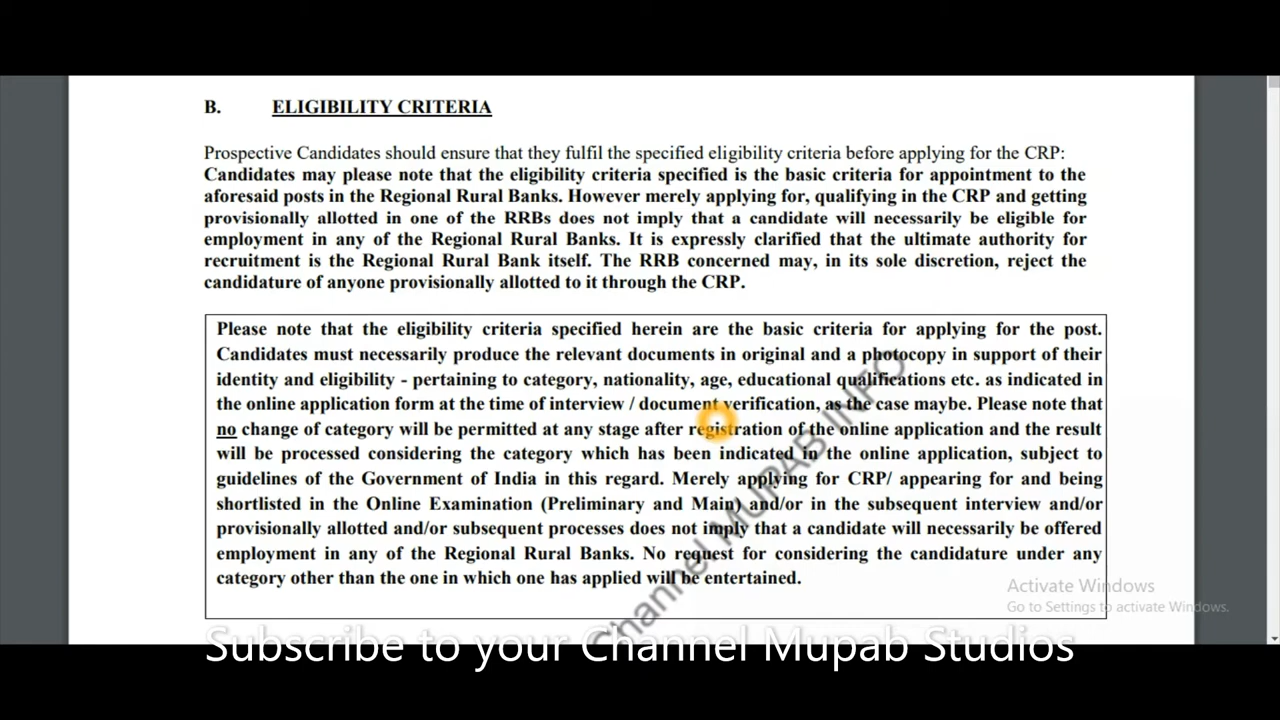 B. ELIGIBILITY CRITERIA
Prospective Candidates should ensure that they fulfil the specified eligibility criteria before applying for the CRP:
Candidates may please note that the eligibility criteria specified is the basic criteria for appointment to the
aforesaid posts in the Regional Rural Banks. However merely applying for, qualifying in the CRP and getting
provisionally allotted in one of the RRBs does not imply that a candidate will necessarily be eligible for
employment in any of the Regional Rural Banks. It is expressly clarified that the ultimate authority for
recruitment is the Regional Rural Bank itself. The RRB concerned may, in its sole discretion, reject the
candidature of anyone provisionally allotted to it through the CRP.
Please note that the eligibility criteria specified herein are the basic criteria for applying for the post.
Candidates must necessarily produce the relevant documents in original and a photocopy in support of their
identity and eligibility - pertaining to category, nationality, age, educational qualifications etc. as indicated in
the online application form at the time of interview / document verification, as the case maybe. Please note that
no change of category will be permitted at any stage after registration of the online application and the result
will be processed considering the category which has been indicated in the online application, subject to
guidelines of the Government of India in this regard. Merely applying for CRP/ appearing for and being
shortlisted in the Online Examination (Preliminary and Main) and/or in the subsequent interview and/or
provisionally allotted and/or subsequent processes does not imply that a candidate will necessarily be offered
employment in any of the Regional Rural Banks. No request for considering the candidature under any
category other than the one in which one has applied will be entertained.
Channel MUPAB INFO
Activate Windows
Go to Settings to activate Windows.
Subscribe to your Channel Mupab Studios